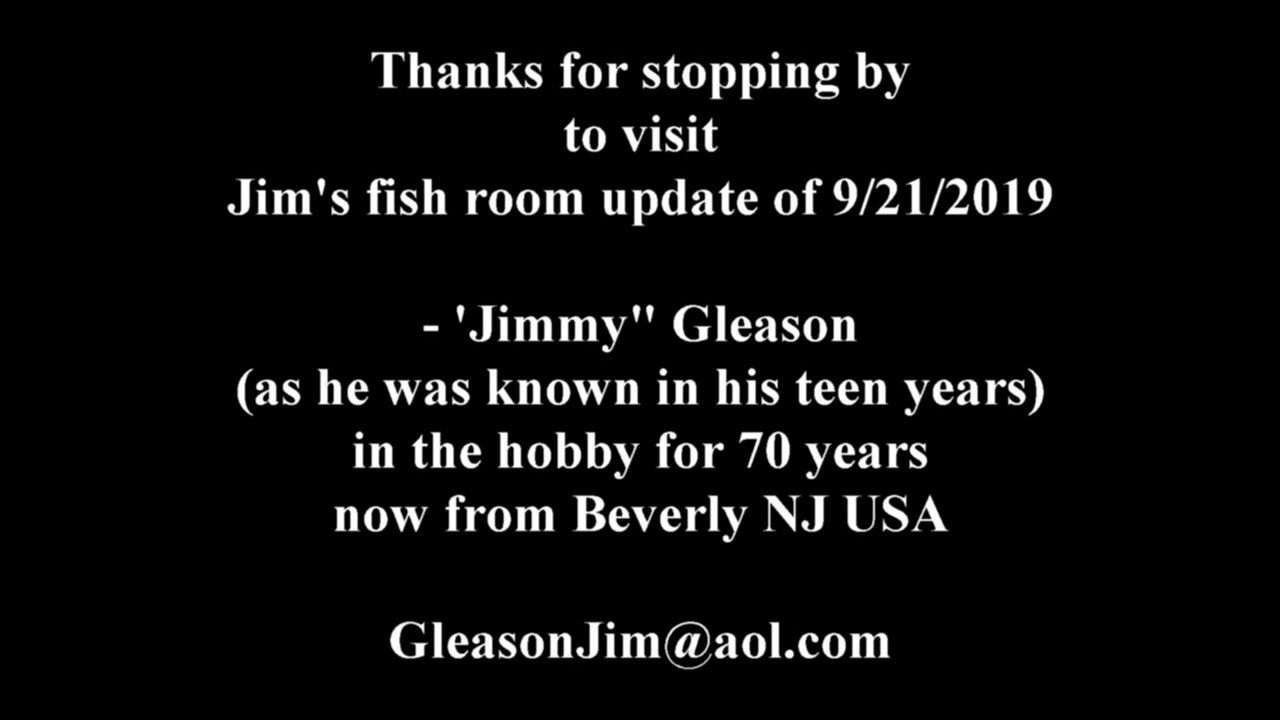 Thanks for stopping by
to visit
Jim's fish room update of 9/21/2019
- 'Jimmy" Gleason
(as he was known in his teen years)
in the hobby for 70 years
now from Beverly NJ USA
GleasonJim@aol.com